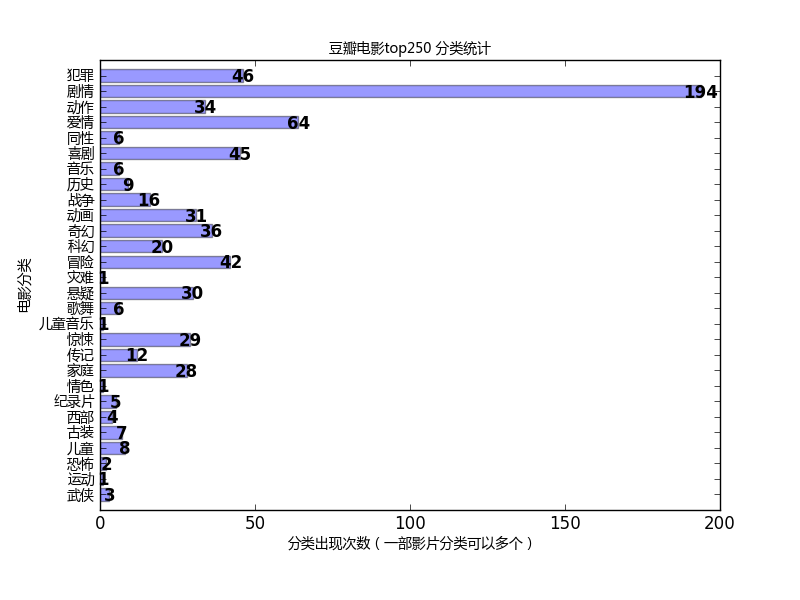 豆瓣电影top250 分类统计
犯罪 46
剧情 194
动作 34
爱情 64
同性 6
喜剧 45
音乐 6
历史 9
战争 16
动画 31
奇幻 36
科幻 20
冒险 42
灾难 1
悬疑 30
歌舞 6
儿童音乐 1
惊悚 29
传记 12
家庭 28
情色 1
纪录片 5
西部 4
古装 7
儿童 8
恐怖 2
运动 1
武侠 3
电影分类
0 50 100 150 200
分类出现次数（一部影片分类可以多个）